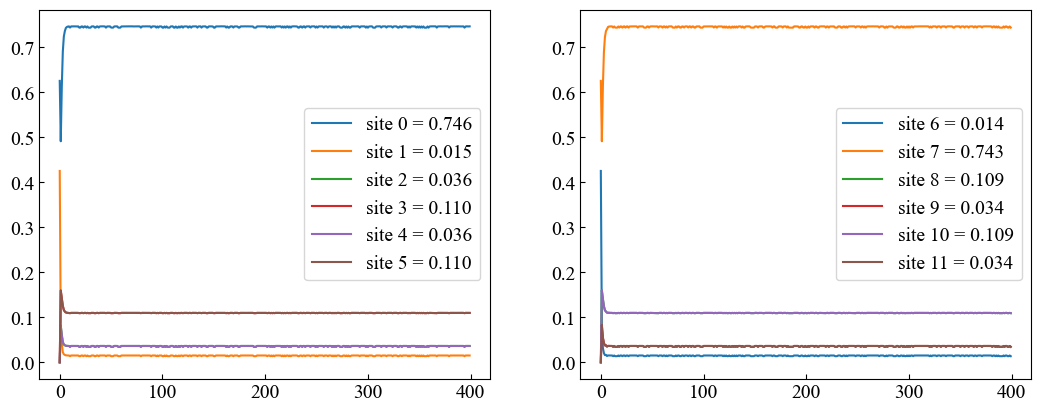 0.7
0.6
0.5
0.4
0.3
0.2
0.1
0.0
0
100
200
300
400
site 0 = 0.746
site 1 = 0.015
site 2 = 0.036
site 3 = 0.110
site 4 = 0.036
site 5 = 0.110
0.7
0.6
0.5
0.4
0.3
0.2
0.1
0.0
0
100
200
300
400
site 6 = 0.014
site 7 = 0.743
site 8 = 0.109
site 9 = 0.034
site 10 = 0.109
site 11 = 0.034